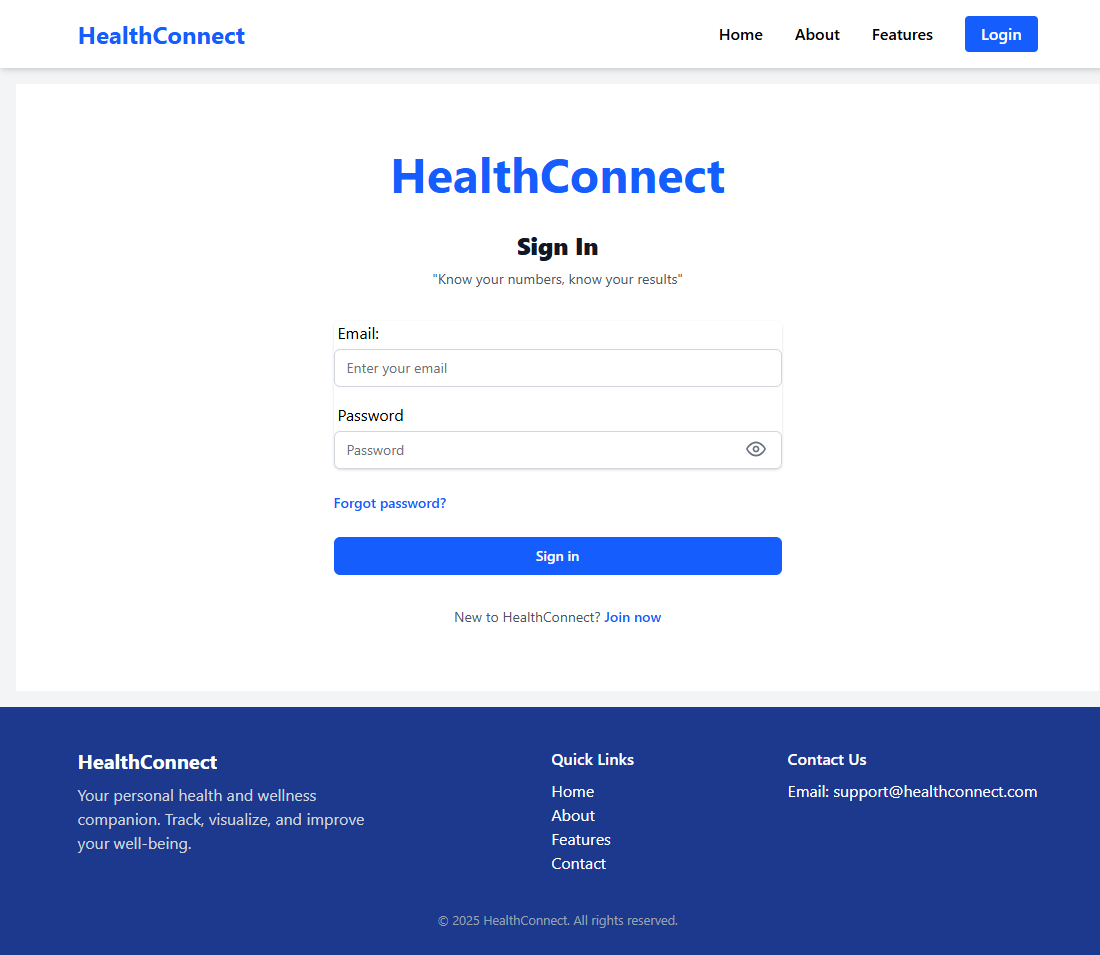 HealthConnect
Home About Features Login
HealthConnect
Sign In
"Know your numbers, know your results"
Email:
Enter your email
Password
Password
Forgot password?
Sign in
New to HealthConnect? Join now
HealthConnect
Your personal health and wellness
companion. Track, visualize, and improve
your well-being.
Quick Links
Home
About
Features
Contact
Contact Us
Email: support@healthconnect.com
© 2025 HealthConnect. All rights reserved.